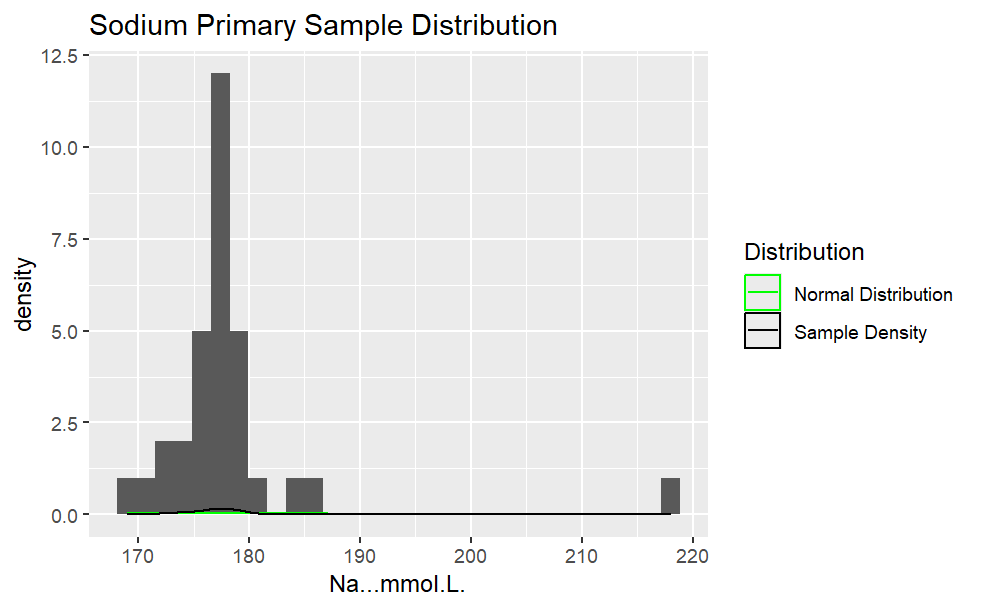 Sodium Primary Sample Distribution
12.5
10.0
7.5
5.0
2.5
0.0
density
170 180 190 200 210 220
Na...mmol.L.
Distribution
Normal Distribution
Sample Density